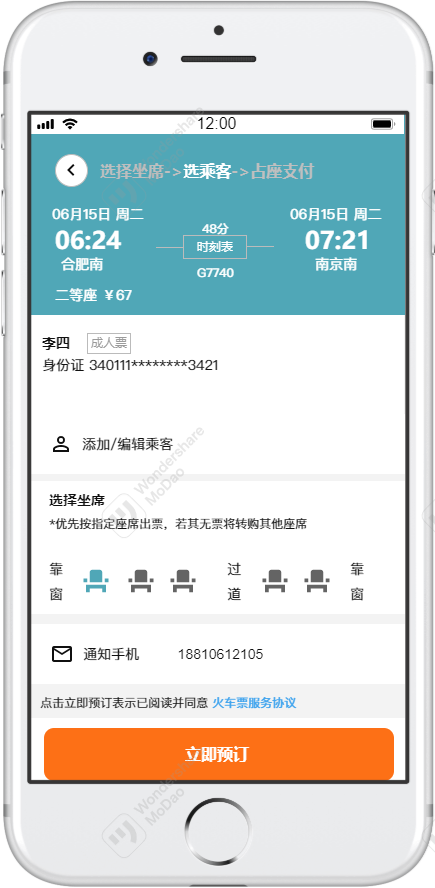 12:00
选择坐席->选乘客->占座支付
06月15日 周二
06:24
合肥南
48分
时刻表
G7740
06月15日 周二
07:21
南京南
二等座 ￥67
李四 成人票
身份证 340111********3421
添加/编辑乘客
选择坐席
*优先按指定座席出票，若其无票将转购其他座席
靠窗 过道 靠窗
通知手机 18810612105
点击立即预订表示已阅读并同意 火车票服务协议
立即预订
Wondershare
MoDao
Wondershare
MoDao
Wondershare
MoDao